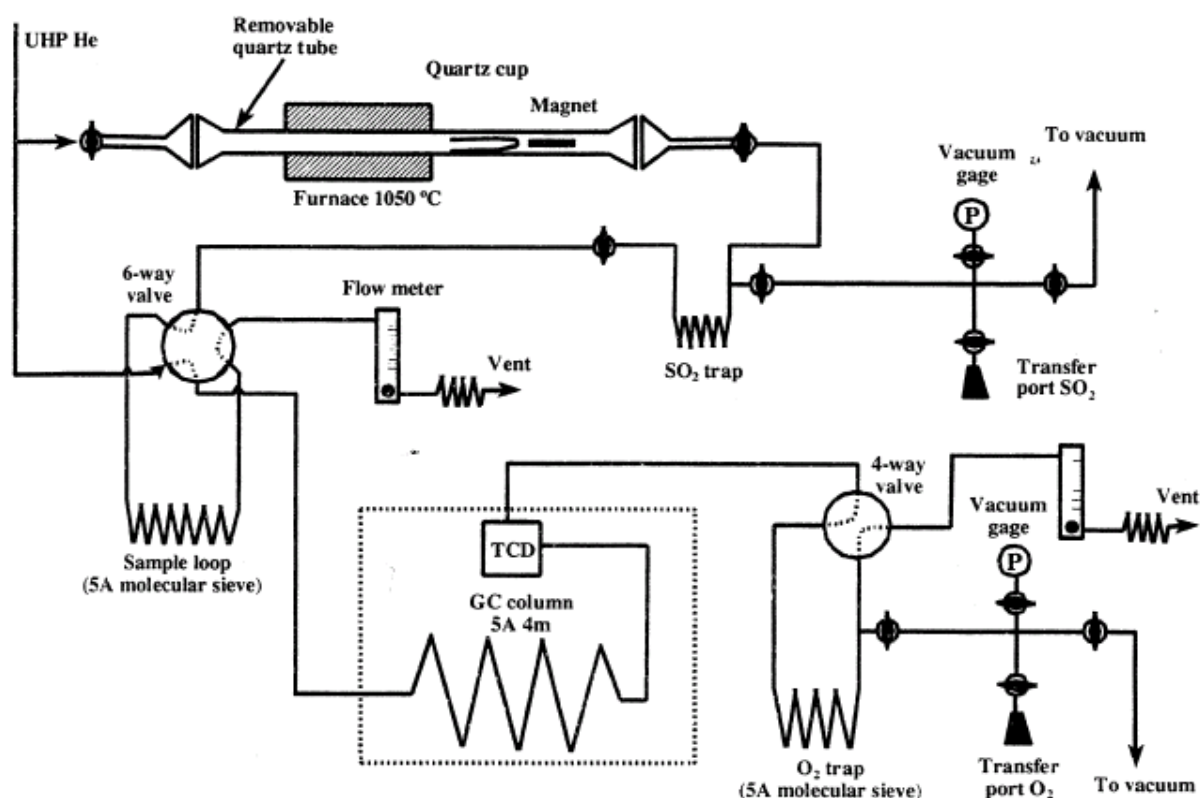 UHP He
Removable
quartz tube
Quartz cup
Magnet
Furnace 1050 ºC
Vacuum
gage
To vacuum
P
6-way
valve
Flow meter
Vent
SO₂ trap
Transfer
port SO₂
Sample loop
(5A molecular sieve)
TCD
GC column
5A 4m
4-way
valve
Vacuum
gage
Vent
P
O₂ trap
(5A molecular sieve)
Transfer
port O₂
To vacuum